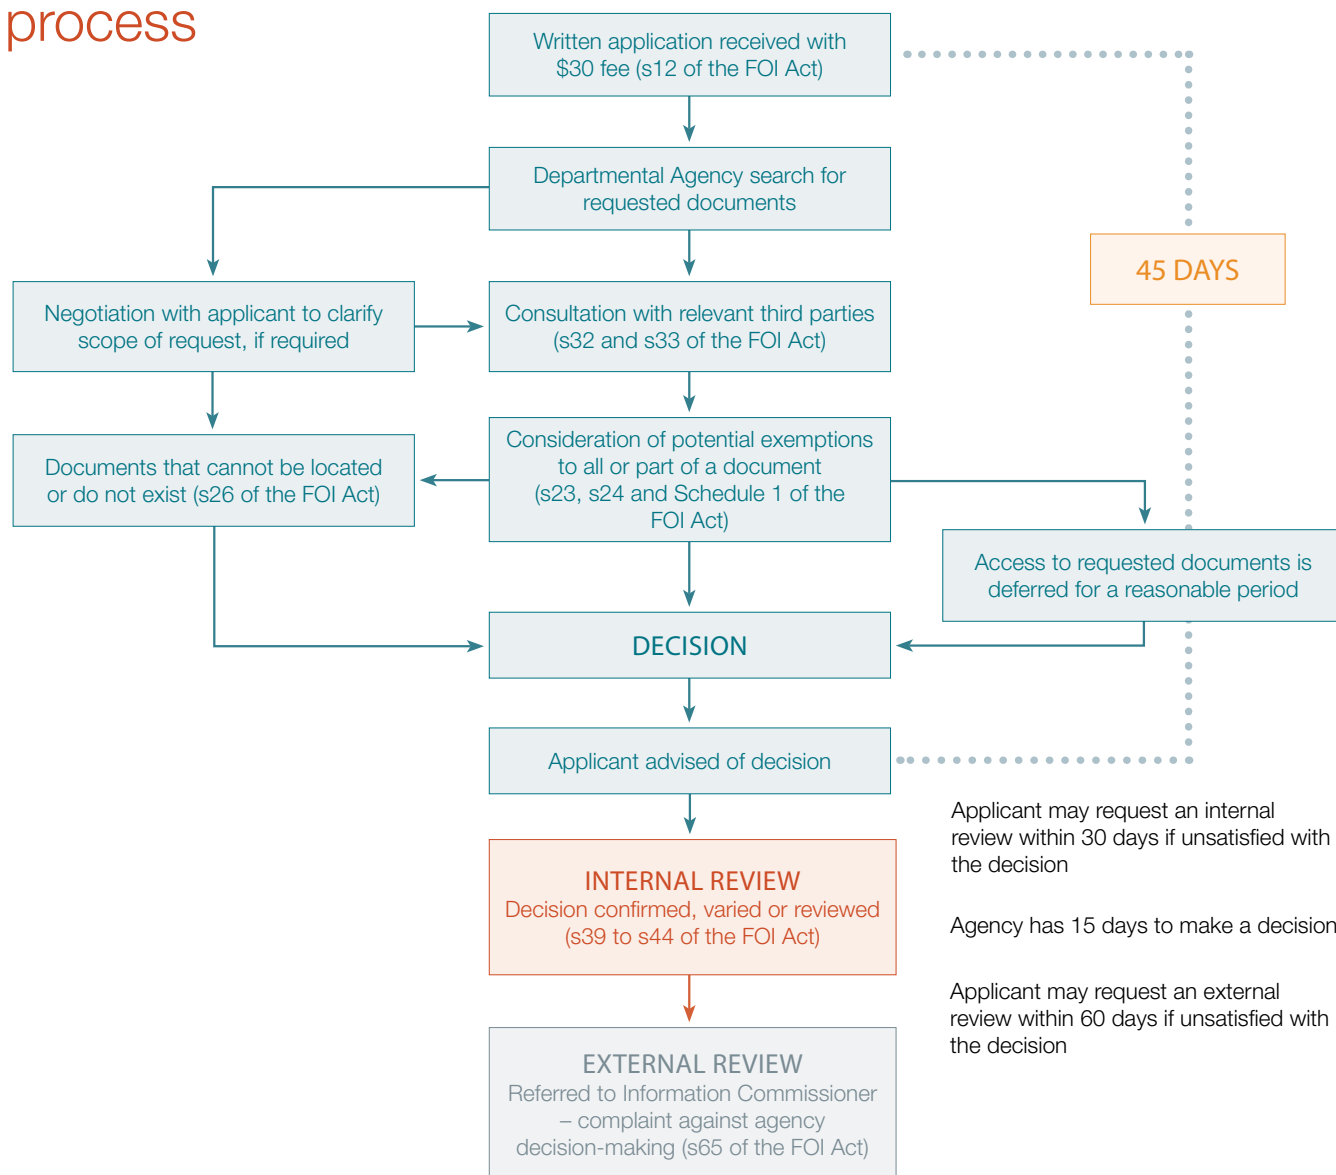 process
Written application received with
$30 fee (s12 of the FOI Act)
Departmental Agency search for
requested documents
45 DAYS
Negotiation with applicant to clarify
scope of request, if required
Consultation with relevant third parties
(s32 and s33 of the FOI Act)
Documents that cannot be located
or do not exist (s26 of the FOI Act)
Consideration of potential exemptions
to all or part of a document
(s23, s24 and Schedule 1 of the
FOI Act)
Access to requested documents is
deferred for a reasonable period
DECISION
Applicant advised of decision
Applicant may request an internal
review within 30 days if unsatisfied with
the decision
INTERNAL REVIEW
Decision confirmed, varied or reviewed
(s39 to s44 of the FOI Act)
Agency has 15 days to make a decision
Applicant may request an external
review within 60 days if unsatisfied with
the decision
EXTERNAL REVIEW
Referred to Information Commissioner
– complaint against agency
decision-making (s65 of the FOI Act)